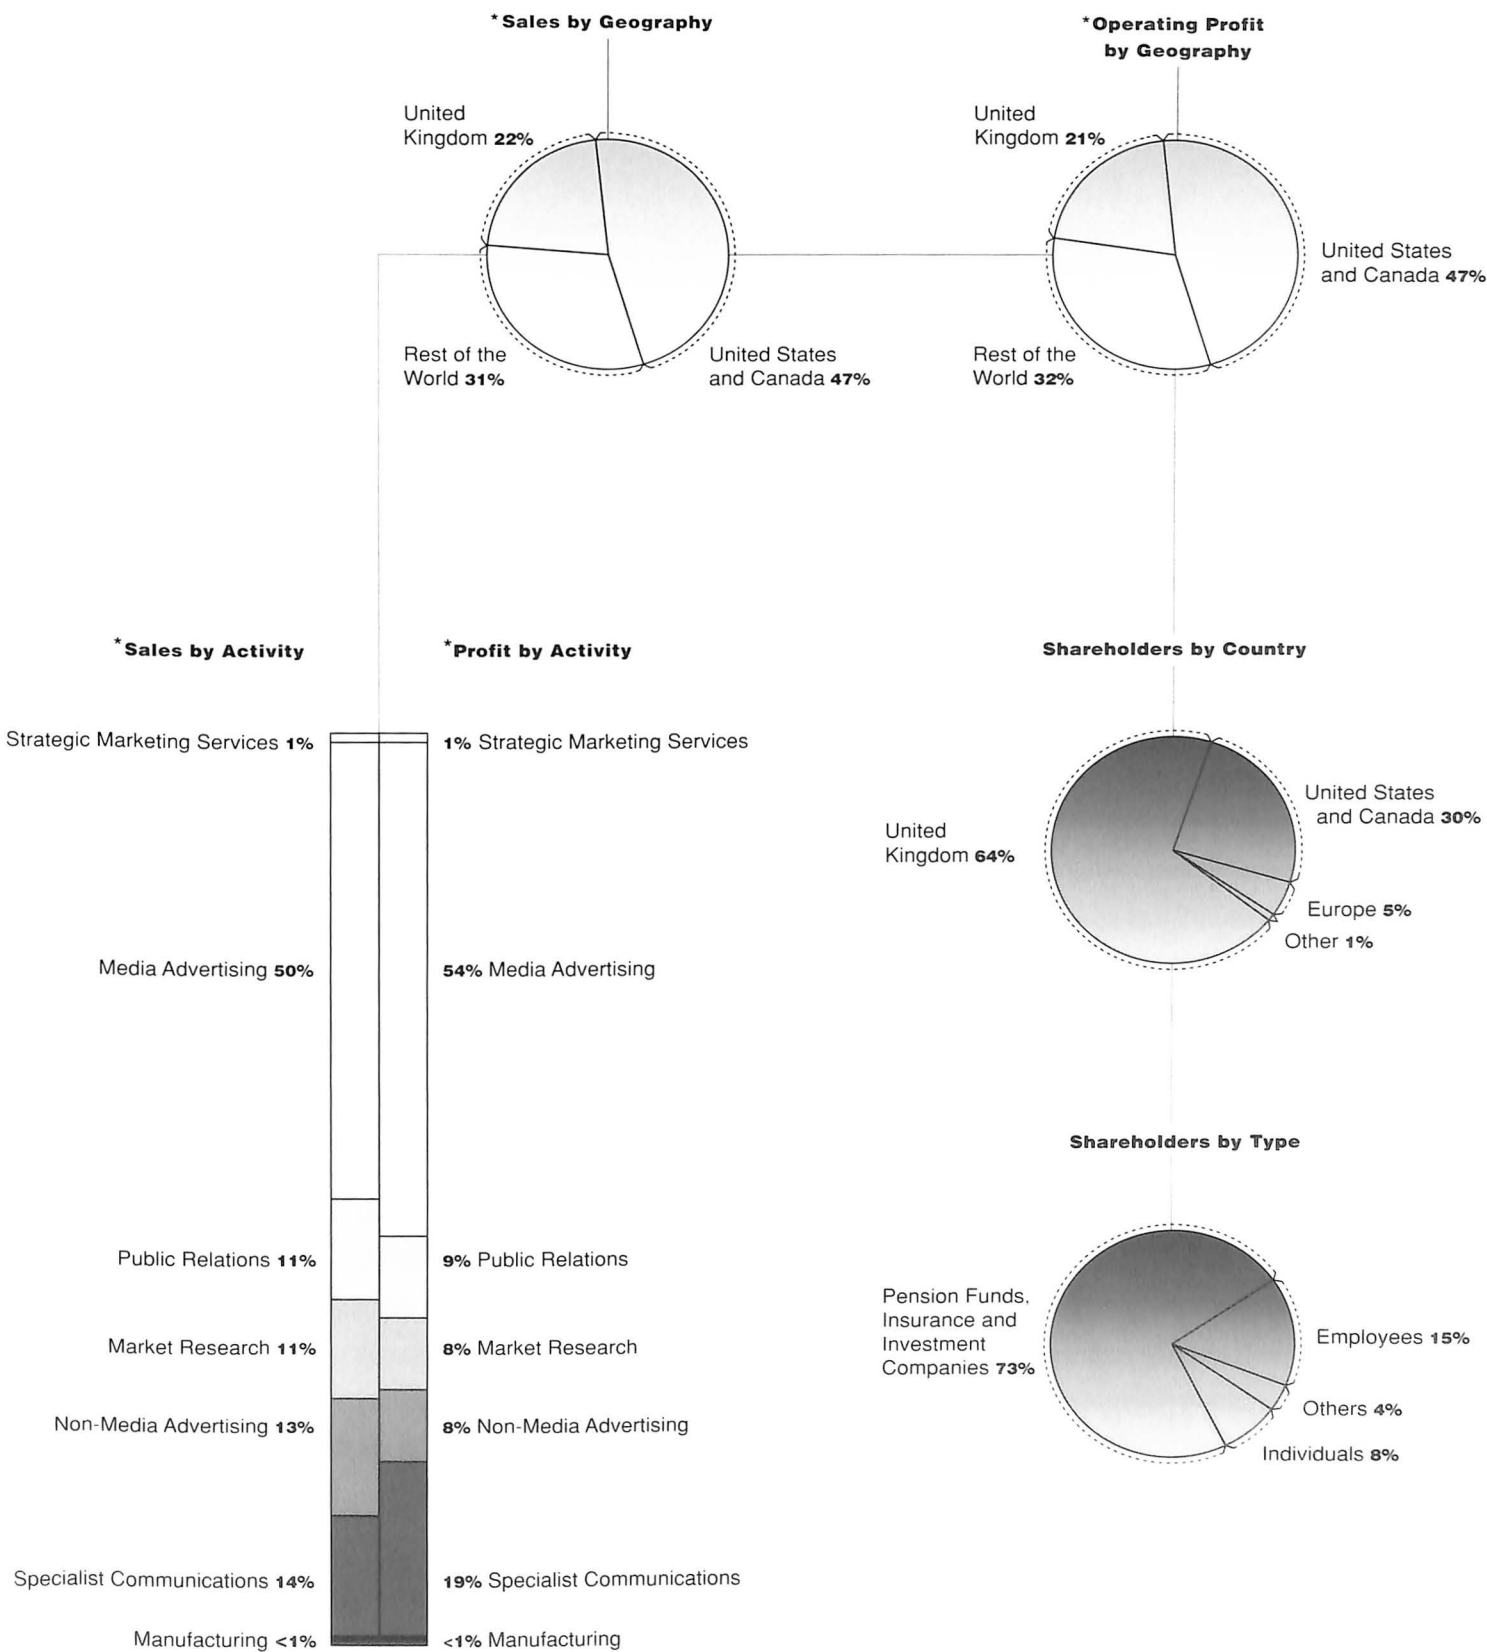 *Sales by Geography
United
Kingdom 22%
Rest of the
World 31%
United States
and Canada 47%
*Operating Profit
by Geography
United
Kingdom 21%
United States
and Canada 47%
Rest of the
World 32%
*Sales by Activity
Strategic Marketing Services 1%
Media Advertising 50%
Public Relations 11%
Market Research 11%
Non-Media Advertising 13%
Specialist Communications 14%
Manufacturing <1%
*Profit by Activity
1% Strategic Marketing Services
54% Media Advertising
9% Public Relations
8% Market Research
8% Non-Media Advertising
19% Specialist Communications
<1% Manufacturing
Shareholders by Country
United
Kingdom 64%
United States
and Canada 30%
Europe 5%
Other 1%
Shareholders by Type
Pension Funds,
Insurance and
Investment
Companies 73%
Employees 15%
Others 4%
Individuals 8%